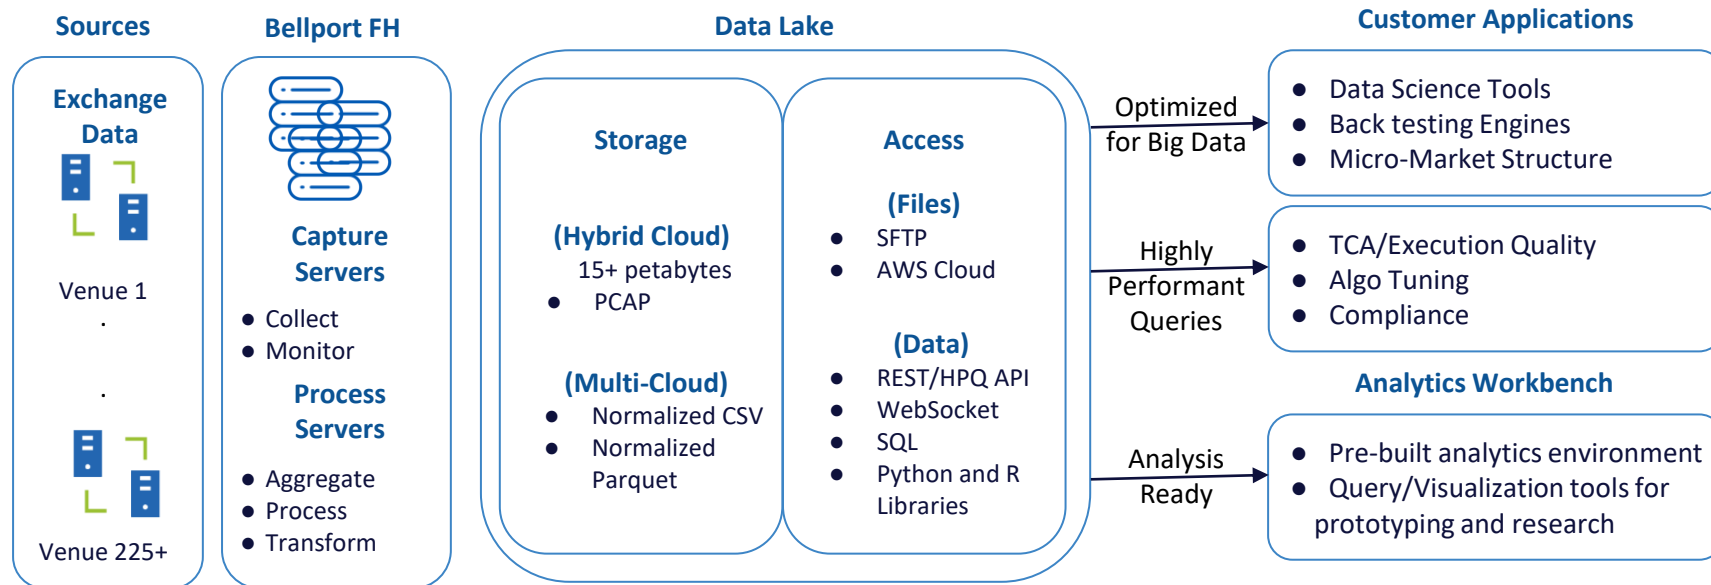 Sources
Exchange
Data
Venue 1
.
.
Venue 225+
Bellport FH
Capture
Servers
● Collect
● Monitor
Process
Servers
● Aggregate
● Process
● Transform
Data Lake
Storage
(Hybrid Cloud)
15+ petabytes
● PCAP
(Multi-Cloud)
● Normalized CSV
● Normalized
Parquet
Access
(Files)
● SFTP
● AWS Cloud
(Data)
● REST/HPQ API
● WebSocket
● SQL
● Python and R
Libraries
Optimized
for Big Data
Highly
Performant
Queries
Analysis
Ready
Customer Applications
● Data Science Tools
● Back testing Engines
● Micro-Market Structure
● TCA/Execution Quality
● Algo Tuning
● Compliance
Analytics Workbench
● Pre-built analytics environment
● Query/Visualization tools for
prototyping and research